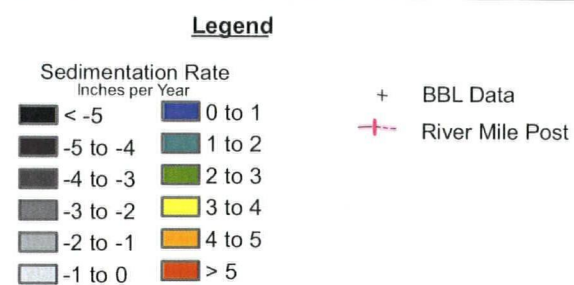 Legend
Sedimentation Rate
Inches per Year
< -5
-5 to -4
-4 to -3
-3 to -2
-2 to -1
-1 to 0
0 to 1
1 to 2
2 to 3
3 to 4
4 to 5
> 5
+ BBL Data
River Mile Post